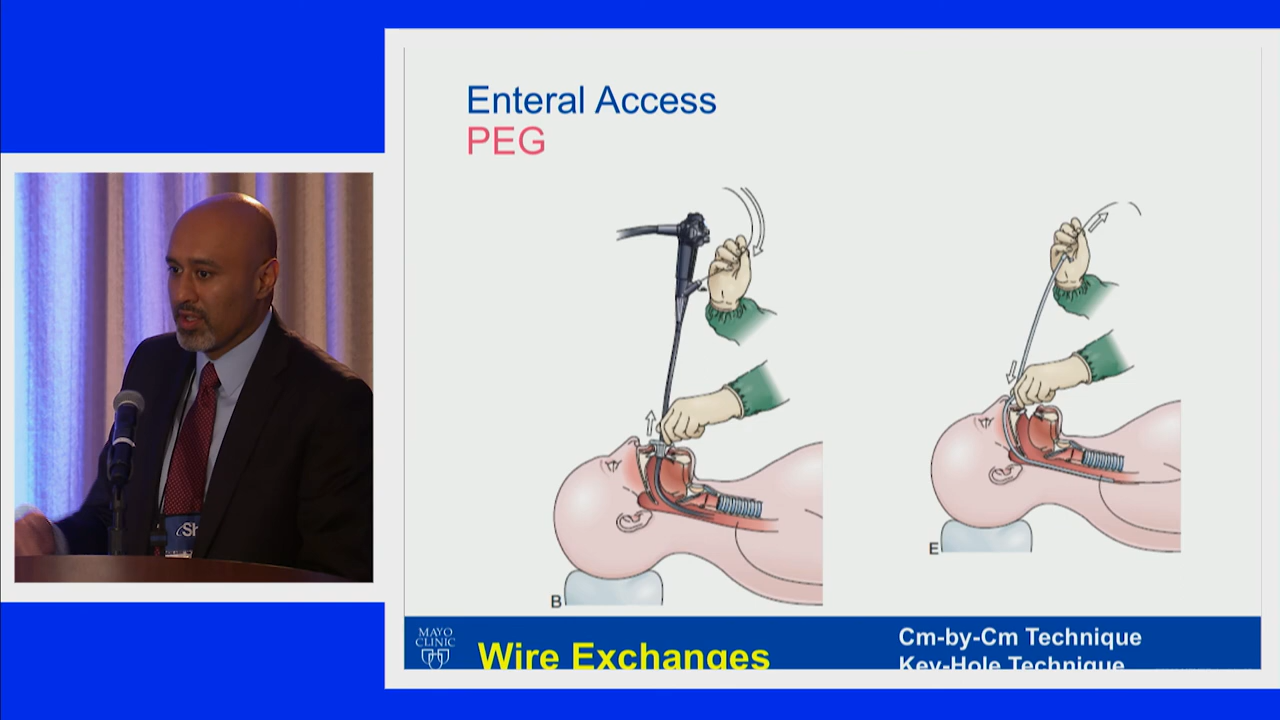 Enteral Access
PEG
B
E
MAYO
CLINIC
Wire Exchanges
Cm-by-Cm Technique
Key-Hole Technique